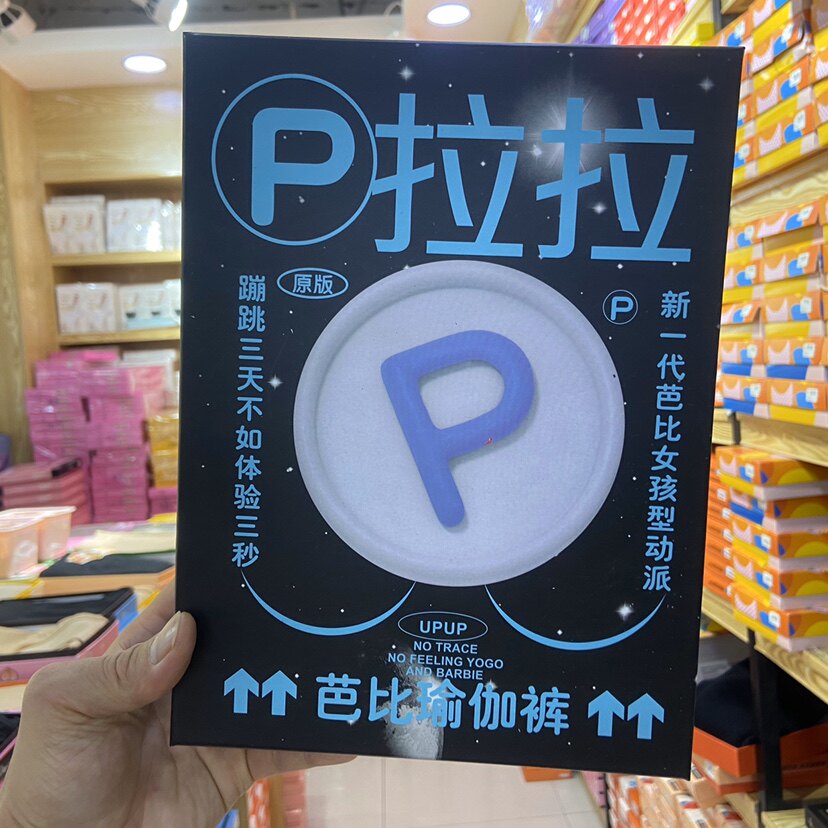 P拉拉
原版
P
蹦跳三天不如体验三秒
新一代芭比女孩型动派
P
UPUP
NO TRACE
NO FEELING YOGO
AND BARBIE
芭比瑜伽裤